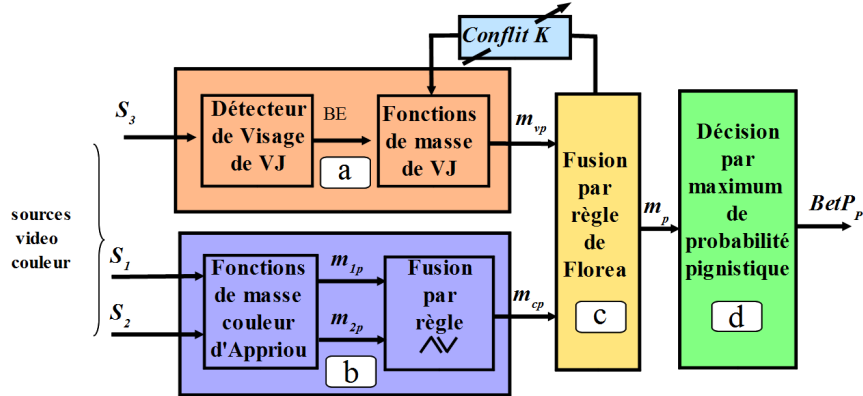 Conflit K
S3
Détecteur
de Visage
de VJ
BE
a
Fonctions
de masse
de VJ
mvp
sources
video
couleur
S1
S2
Fonctions
de masse
couleur
d'Appriou
m1p
m2p
b
Fusion
par
règle
mcp
Fusion
par
règle
de
Florea
c
mp
Décision
par
maximum
de
probabilité
pignistique
d
BetPP